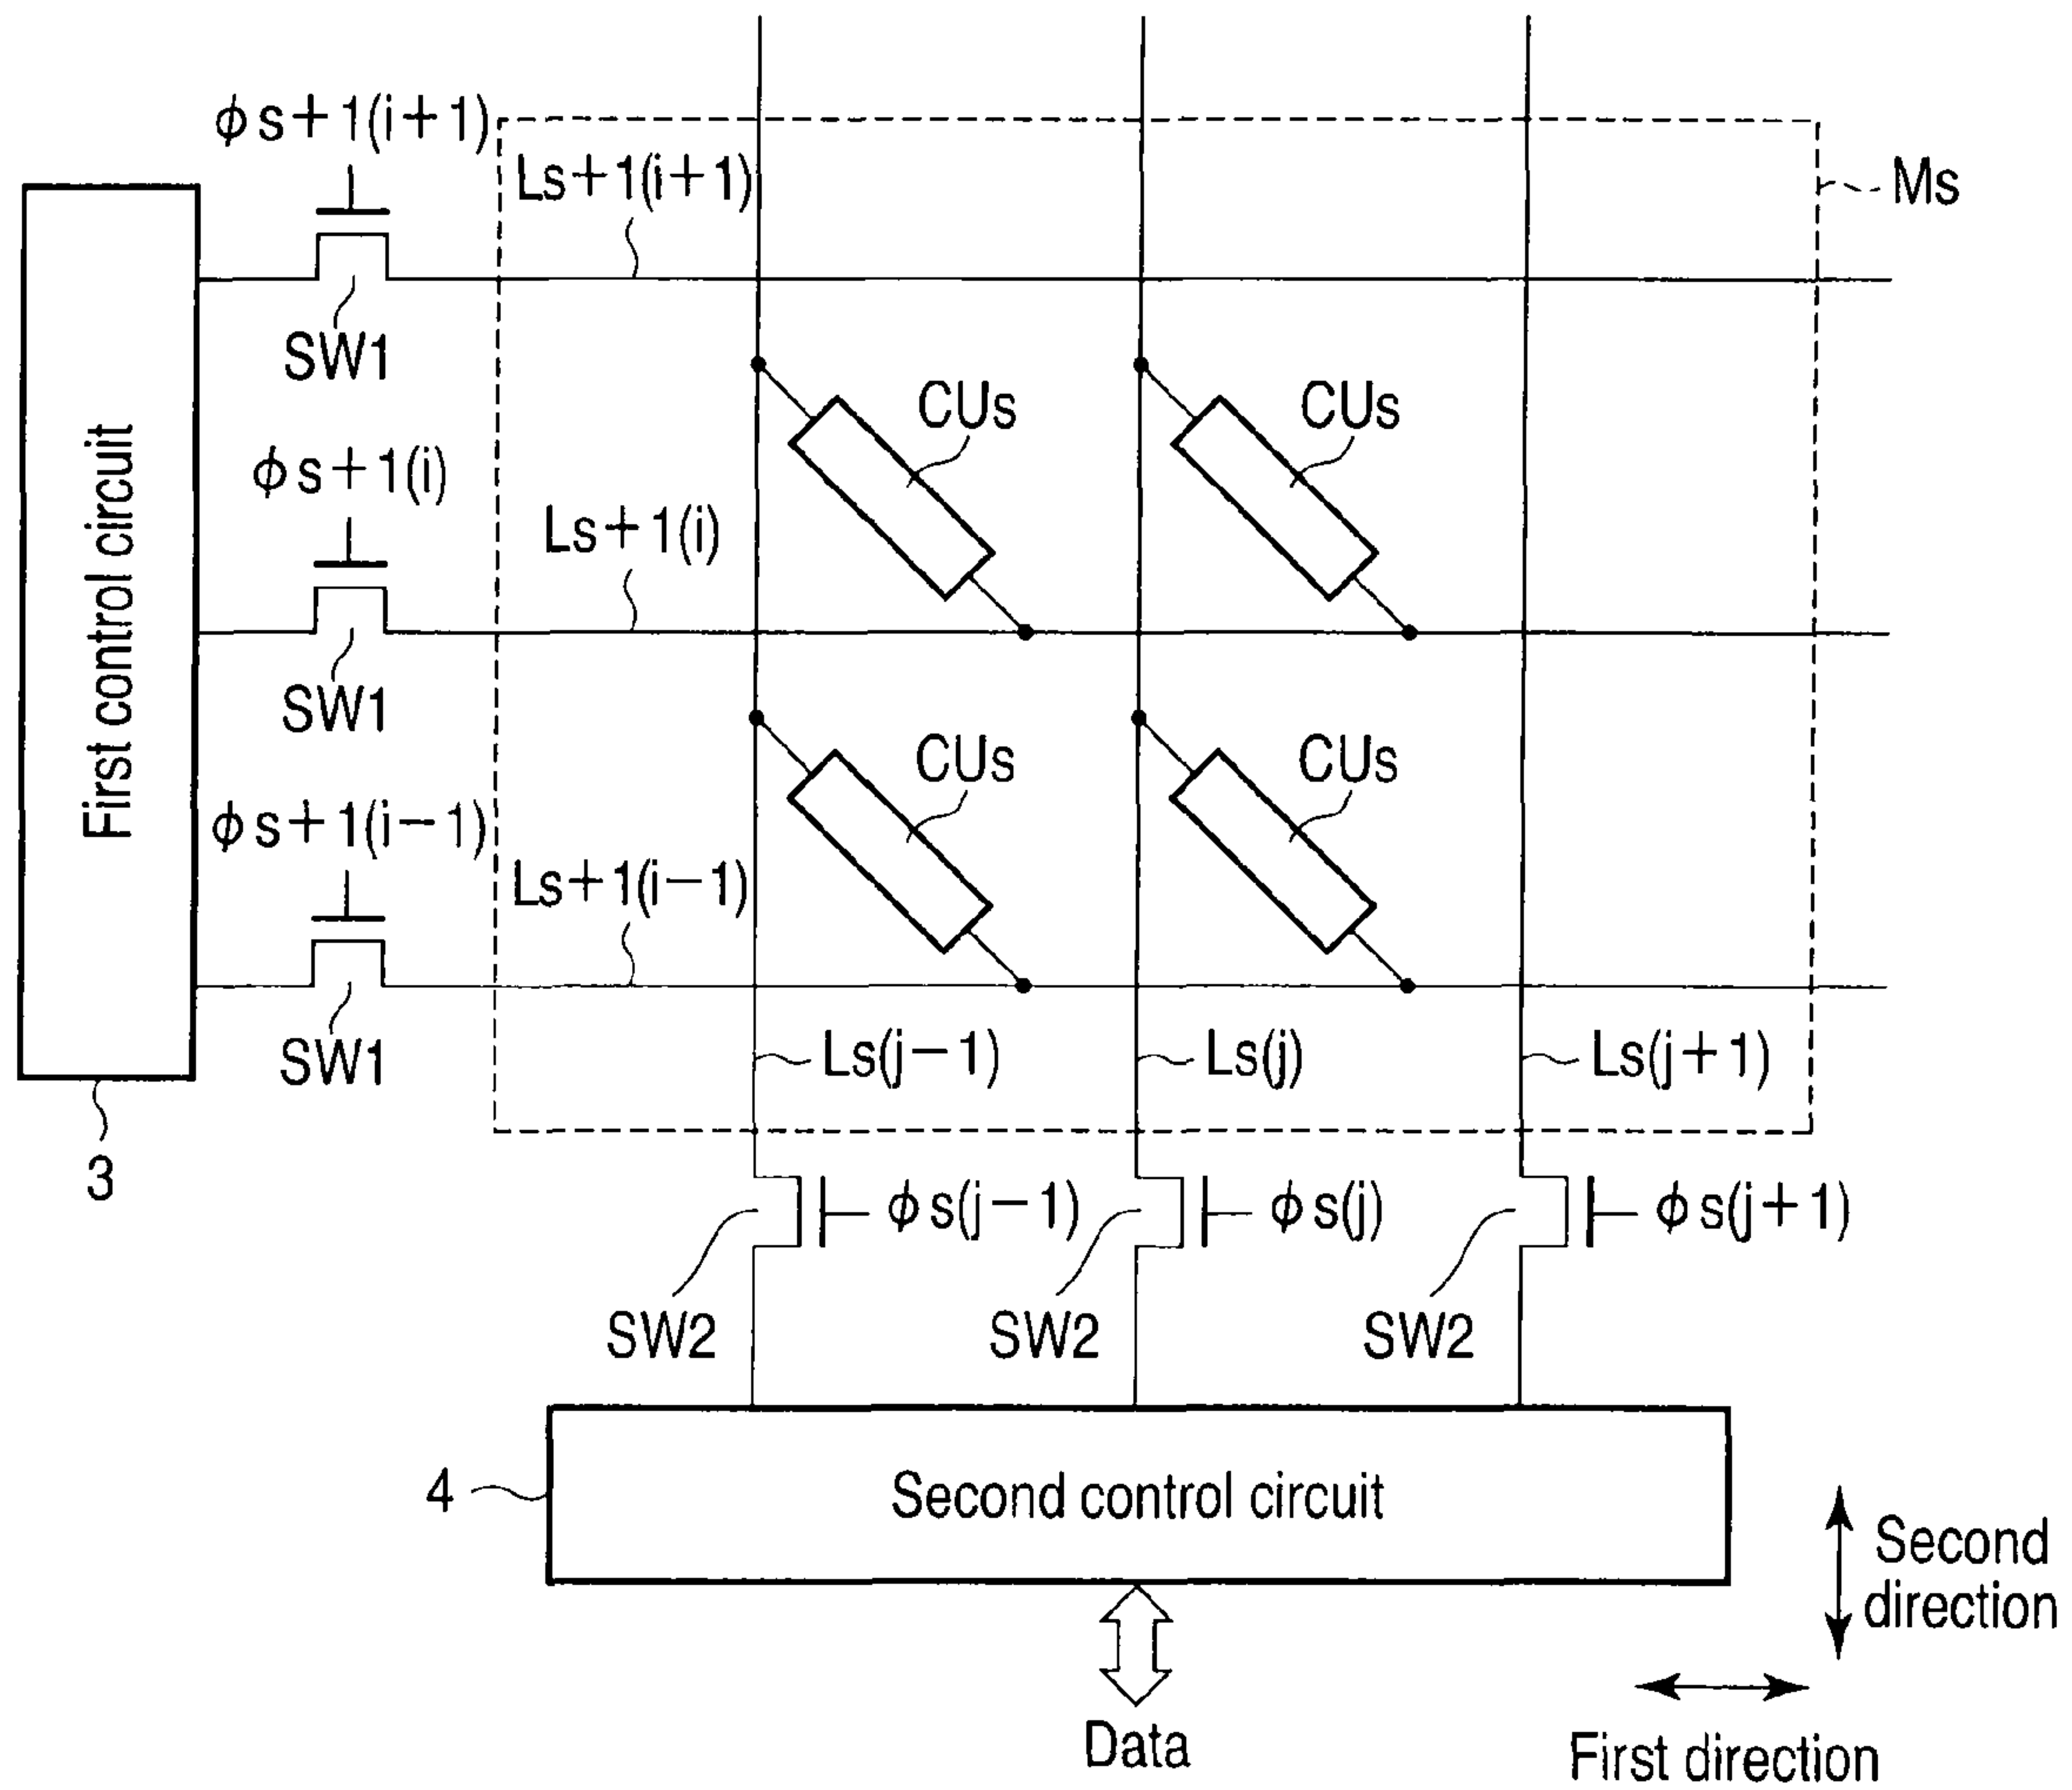 ϕs+1(i+1)
Ls+1(i+1)
Ms
SW1
CUs
CUs
First control circuit
ϕs+1(i)
Ls+1(i)
SW1
CUs
CUs
ϕs+1(i−1)
Ls+1(i−1)
SW1
Ls(j−1)
Ls(j)
Ls(j+1)
3
ϕs(j−1)
ϕs(j)
ϕs(j+1)
SW2
SW2
SW2
4
Second control circuit
Second
direction
Data
First direction